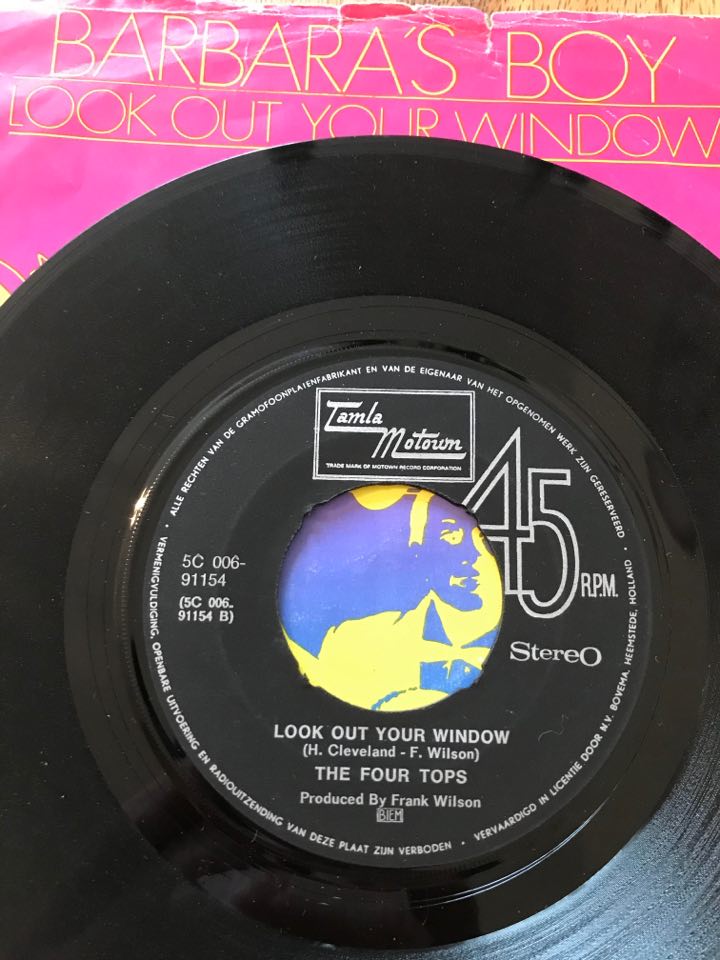 BARBARA'S BOY
LOOK OUT YOUR WINDOW
ALLE RECHTEN VAN DE GRAMOFOONPLATENFABRIKANT EN VAN DE EIGENAAR VAN HET OPGENOMEN WERK ZIJN GERESERVEERD
Tamla
Motown
TRADE MARK OF MOTOWN RECORD CORPORATION
45
R.P.M.
StereO
5C 006-
91154
(5C 006-
91154 B)
LOOK OUT YOUR WINDOW
(H. Cleveland - F. Wilson)
THE FOUR TOPS
Produced By Frank Wilson
BIEM
VERMENIGVULDIGING, OPENBARE UITVOERING EN RADIOUITZENDING VAN DEZE PLAAT ZIJN VERBODEN • VERVAARDIGD IN LICENTIE DOOR N.V. BOVEMA, HEEMSTEDE, HOLLAND